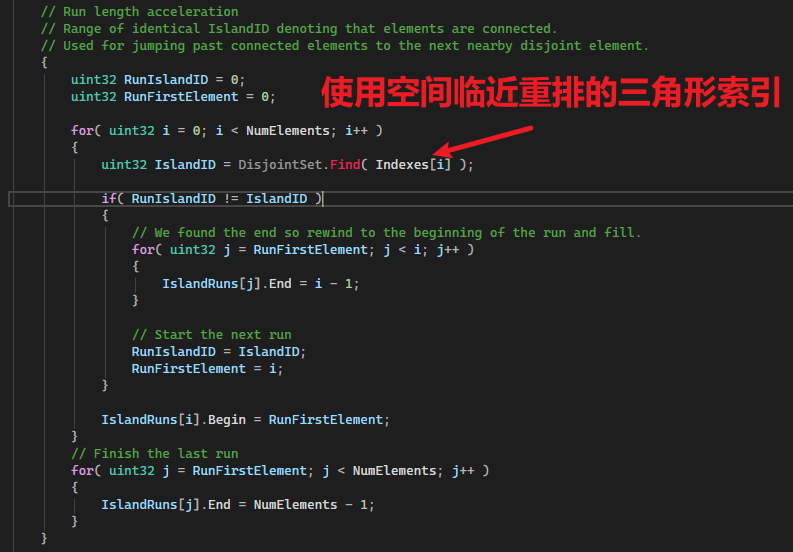 // Run length acceleration
// Range of identical IslandID denoting that elements are connected.
// Used for jumping past connected elements to the next nearby disjoint element.
{
uint32 RunIslandID = 0;
uint32 RunFirstElement = 0;
使用空间临近重排的三角形索引
for( uint32 i = 0; i < NumElements; i++ )
{
uint32 IslandID = DisjointSet.Find( Indexes[i] );
if( RunIslandID != IslandID )
{
// We found the end so rewind to the beginning of the run and fill.
for( uint32 j = RunFirstElement; j < i; j++ )
{
IslandRuns[j].End = i - 1;
}
// Start the next run
RunIslandID = IslandID;
RunFirstElement = i;
}
IslandRuns[i].Begin = RunFirstElement;
}
// Finish the last run
for( uint32 j = RunFirstElement; j < NumElements; j++ )
{
IslandRuns[j].End = NumElements - 1;
}
}